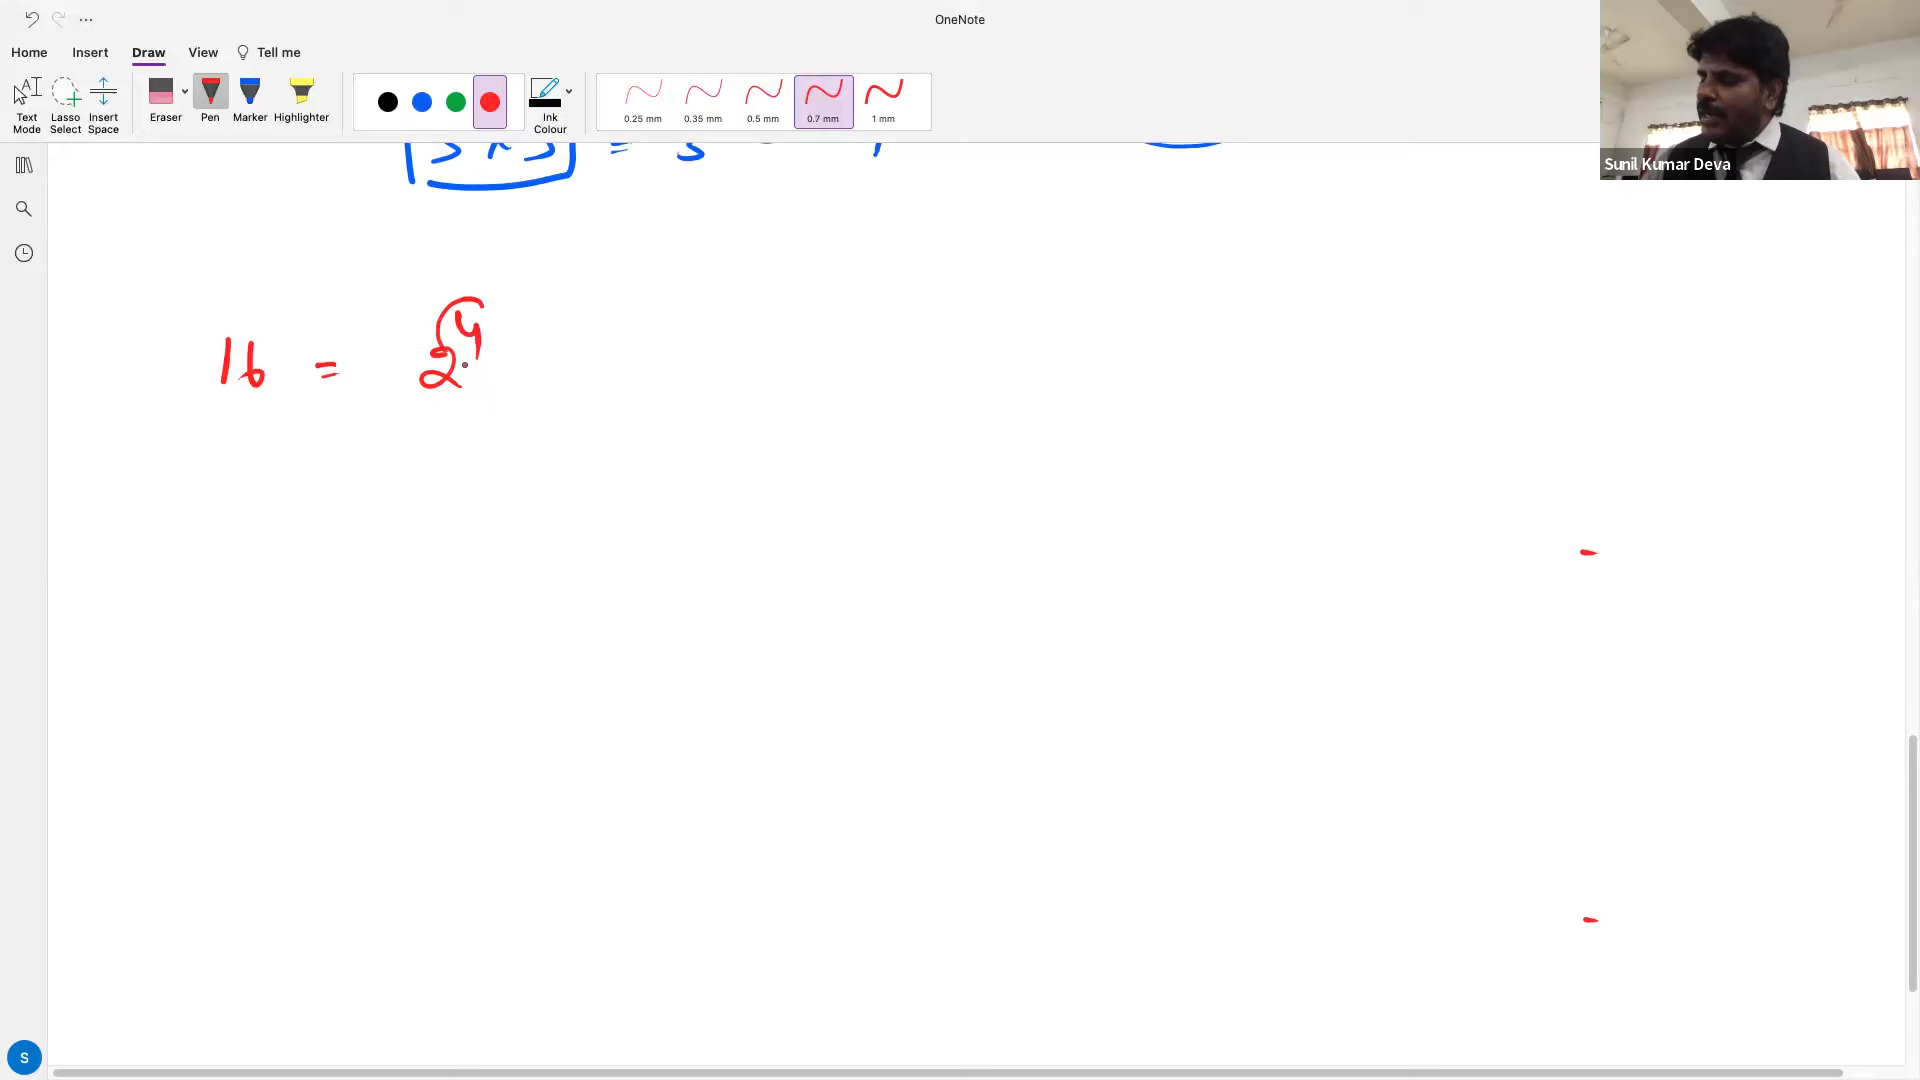 OneNote
Home Insert Draw View Tell me
Text Mode
Lasso Select
Insert Space
Eraser
Pen
Marker
Highlighter
Ink Colour
0.25 mm
0.35 mm
0.5 mm
0.7 mm
1 mm
Sunil Kumar Deva
16 = 2⁴
S